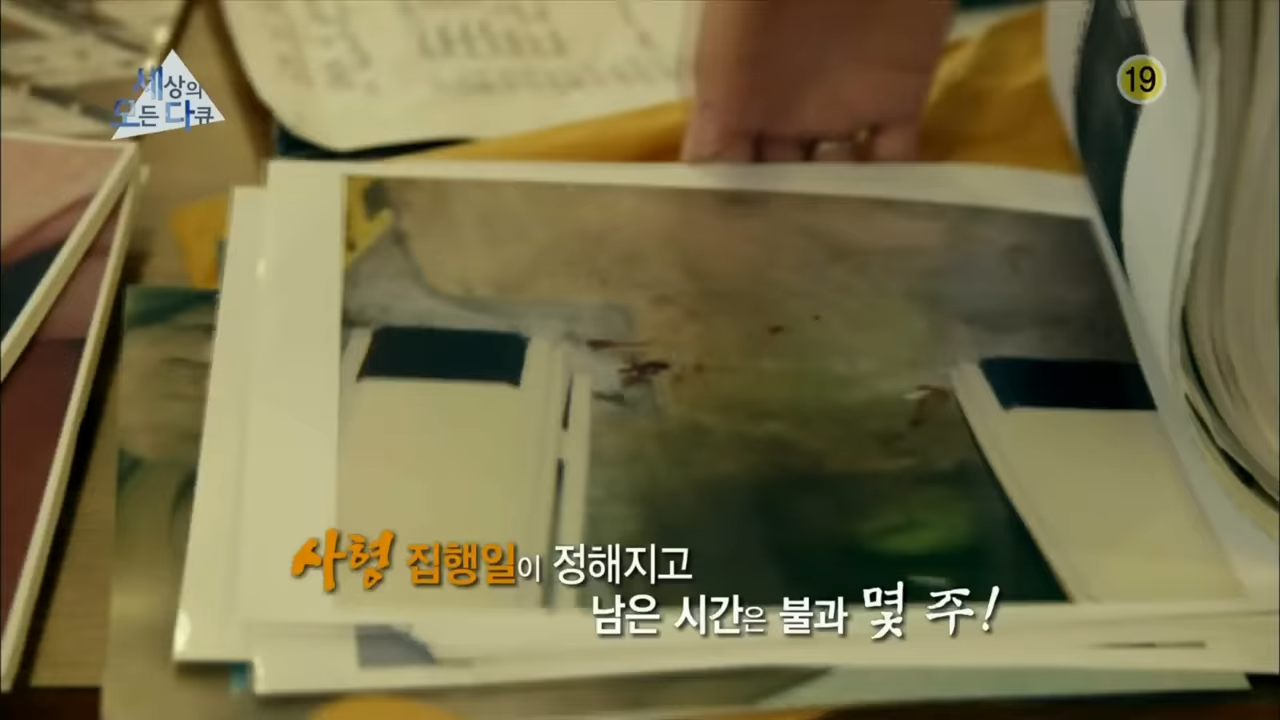 세상의
모든 다큐
19
사형 집행일이 정해지고
남은 시간은 불과 몇 주!